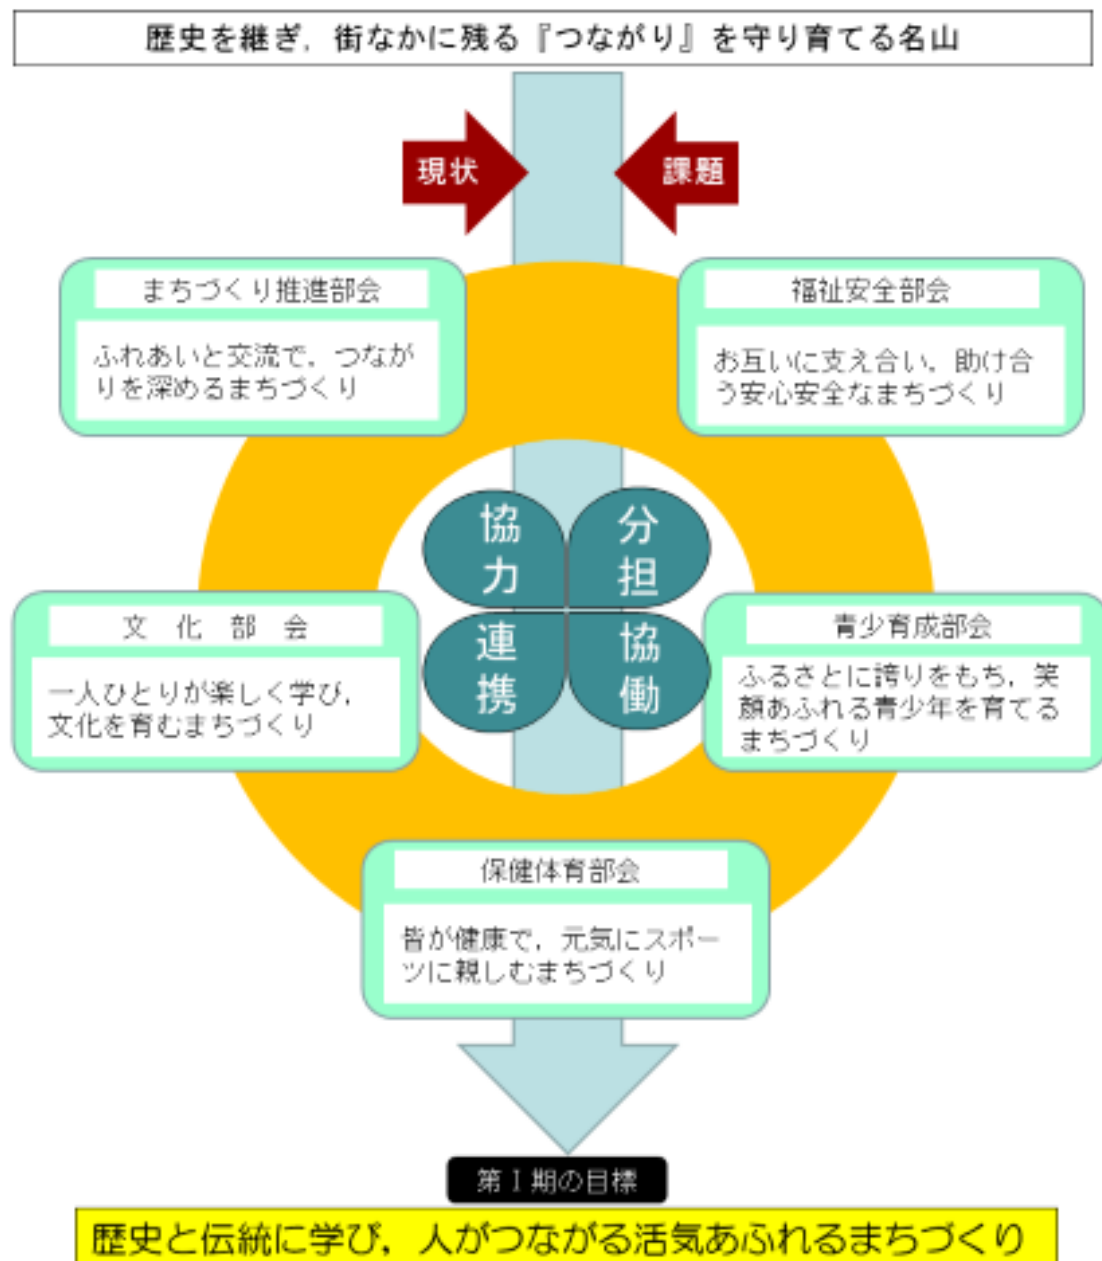 歴史を継ぎ，街なかに残る『つながり』を守り育てる名山
現状
課題
まちづくり推進部会
ふれあいと交流で，つなが
りを深めるまちづくり
福祉安全部会
お互いに支え合い，助け合
う安心安全なまちづくり
協力
分担
連携
協働
文　化　部　会
一人ひとりが楽しく学び，
文化を育むまちづくり
青少育成部会
ふるさとに誇りをもち，笑
顔あふれる青少年を育てる
まちづくり
保健体育部会
皆が健康で，元気にスポー
ツに親しむまちづくり
第Ⅰ期の目標
歴史と伝統に学び，人がつながる活気あふれるまちづくり